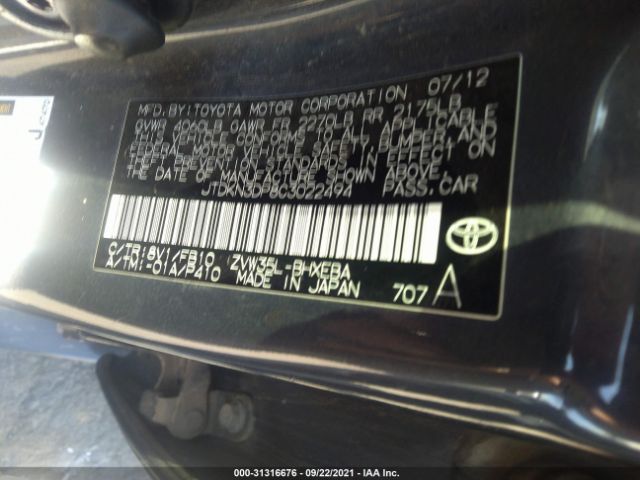 MFD. BY: TOYOTA MOTOR CORPORATION 07/12
GVWR 4060LB GAWR FR 2270LB RR 2175LB
THIS VEHICLE CONFORMS TO ALL APPLICABLE
FEDERAL MOTOR VEHICLE SAFETY, BUMPER, AND
THEFT PREVENTION STANDARDS IN EFFECT ON
THE DATE OF MANUFACTURE SHOWN ABOVE.
JTDKN3DP8C3022494 PASS. CAR
C/TR: 8V1/FB10 ZVW35L-BHXEBA
A/TM: -01A/P410 MADE IN JAPAN 707 A
000-31316676 - 09/22/2021 - IAA Inc.